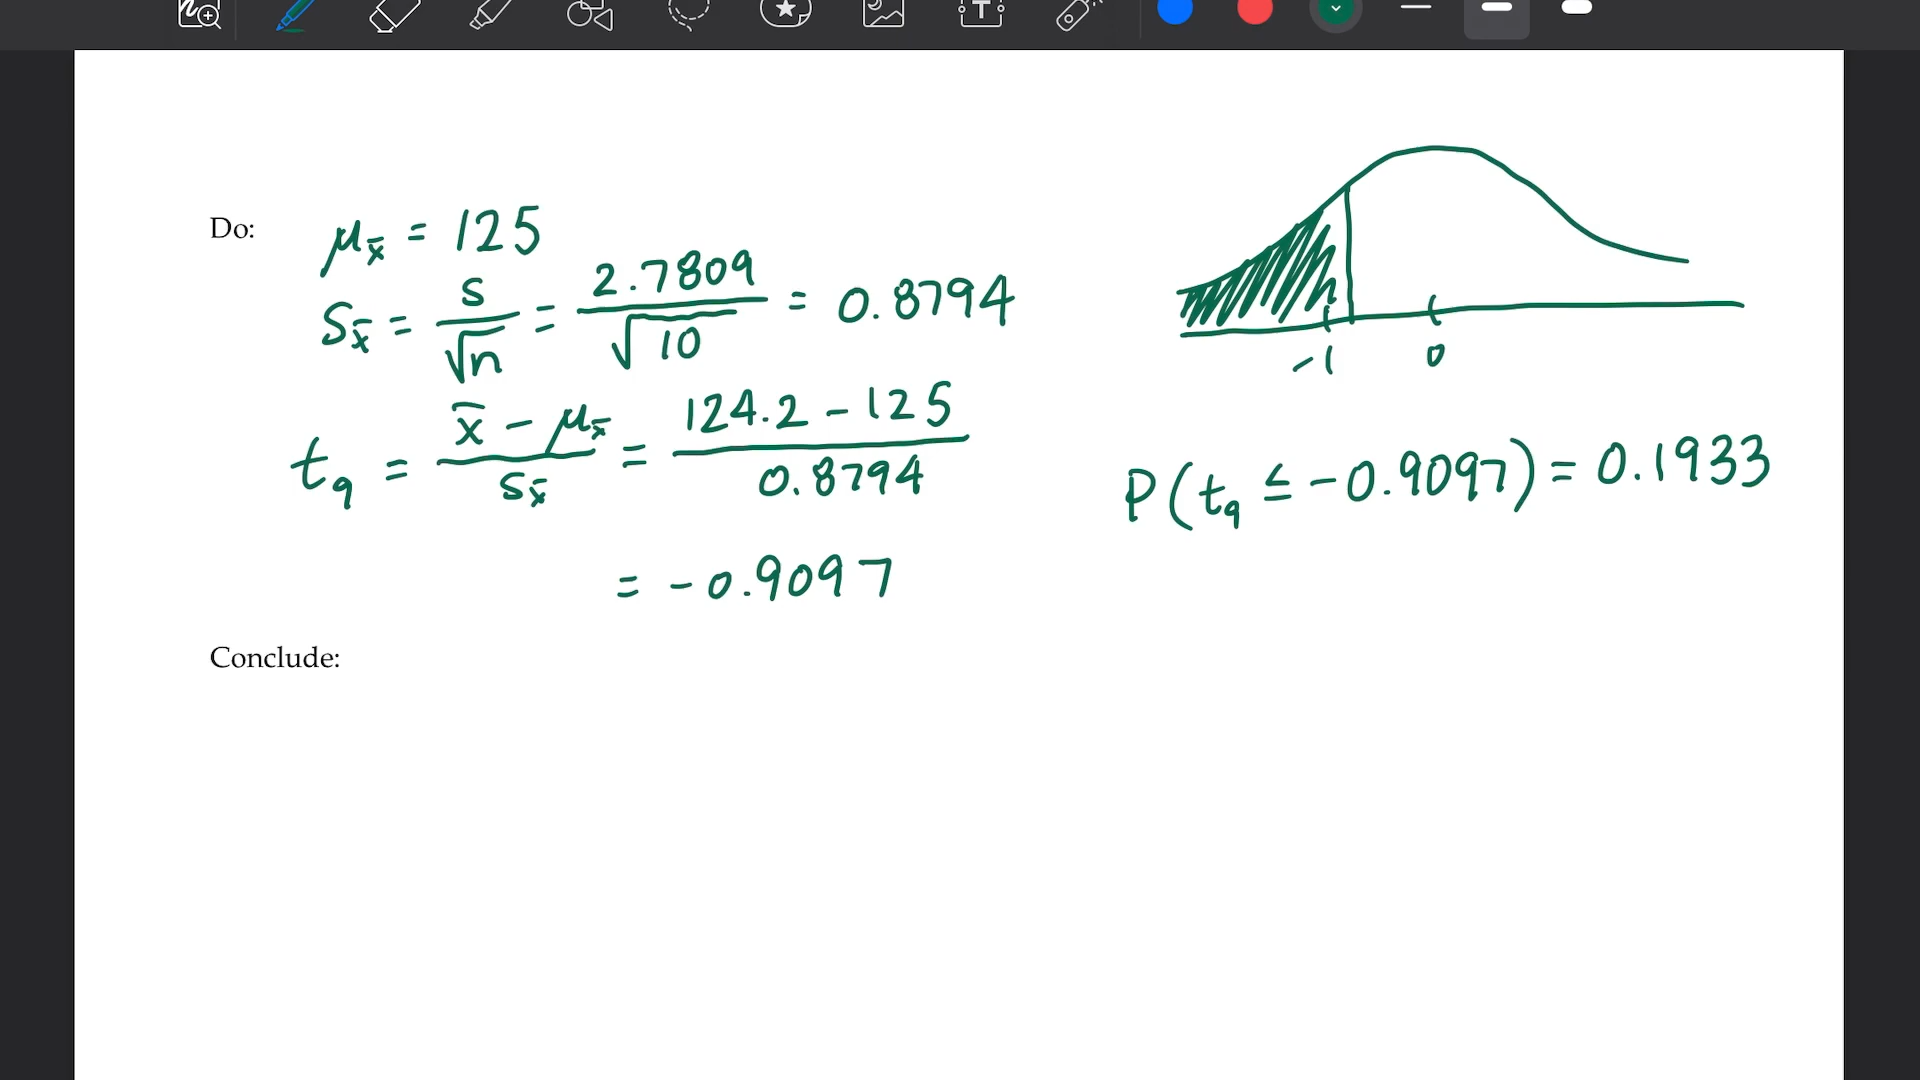 Do:
μx̄ = 125
Sx̄ = s/√n = 2.7809/√10 = 0.8794
t9 = (x̄ − μx̄)/sx̄ = (124.2 − 125)/0.8794
= −0.9097
−1 0
P(t9 ≤ −0.9097) = 0.1933
Conclude: